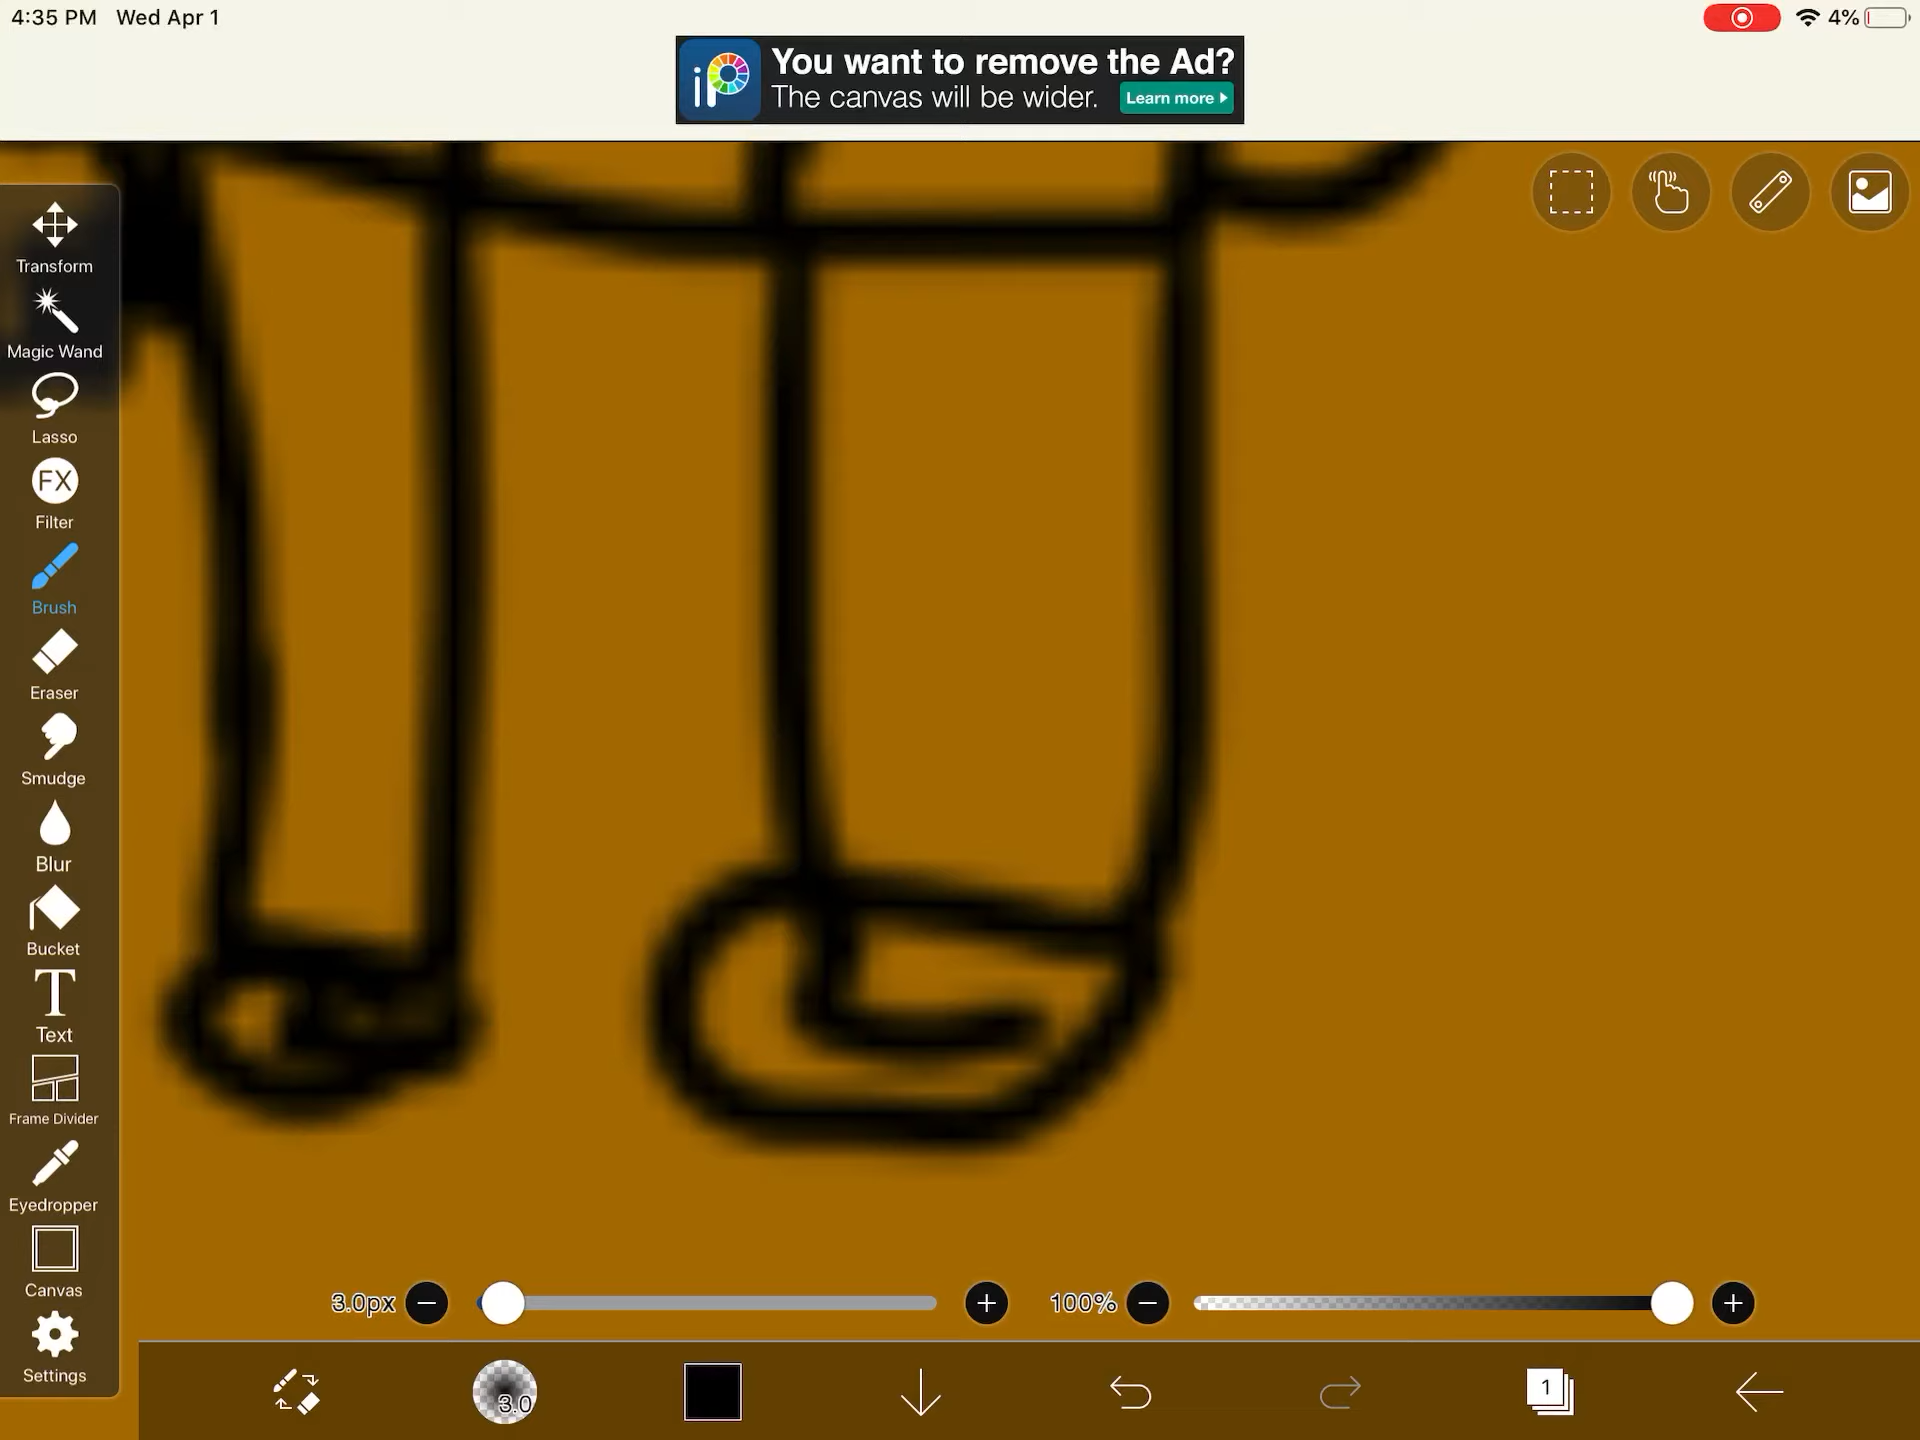 4:35 PM Wed Apr 1
4%
iP
You want to remove the Ad?
The canvas will be wider.
Learn more
Transform
Magic Wand
Lasso
FX
Filter
Brush
Eraser
Smudge
Blur
Bucket
T
Text
Frame Divider
Eyedropper
Canvas
Settings
3.0px
100%
3.0
1